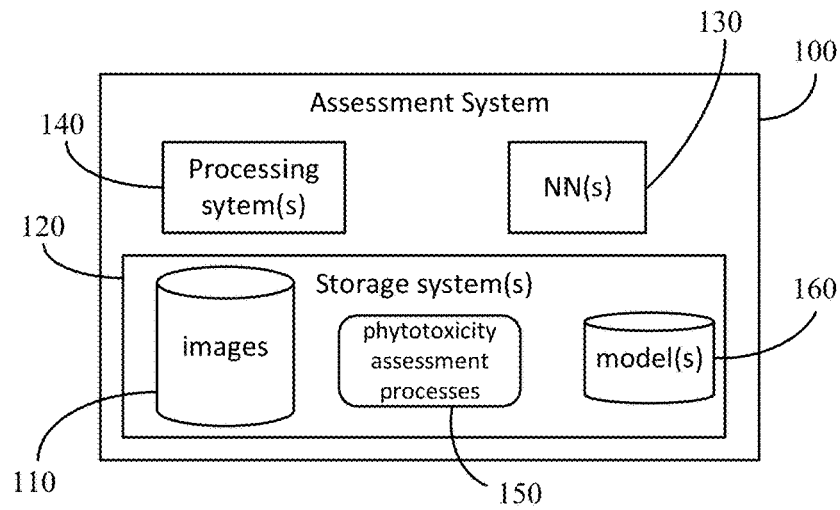 130
100
Assessment System
140
Processing
sytem(s)
NN(s)
120
Storage system(s)
160
images
phytotoxicity
assessment
processes
model(s)
110
150